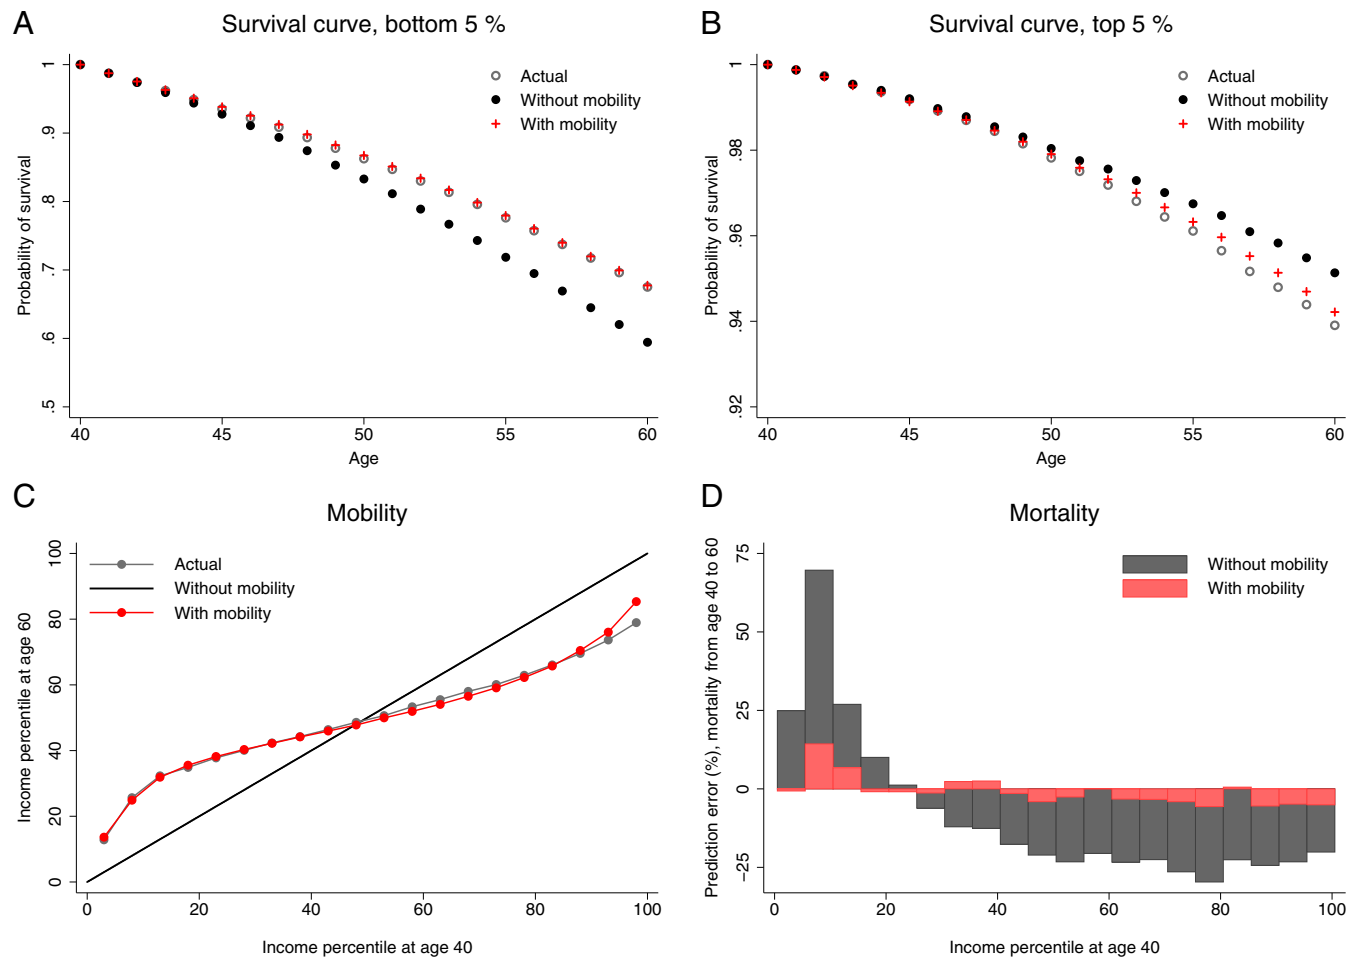 A
Survival curve, bottom 5 %
Probability of survival
1
.9
.8
.7
.6
.5
Actual
Without mobility
With mobility
40 45 50 55 60
Age
B
Survival curve, top 5 %
Probability of survival
1
.98
.96
.94
.92
Actual
Without mobility
With mobility
40 45 50 55 60
Age
C
Mobility
Income percentile at age 60
100
80
60
40
20
0
Actual
Without mobility
With mobility
0 20 40 60 80 100
Income percentile at age 40
D
Mortality
Prediction error (%), mortality from age 40 to 60
75
50
25
0
−25
Without mobility
With mobility
0 20 40 60 80 100
Income percentile at age 40